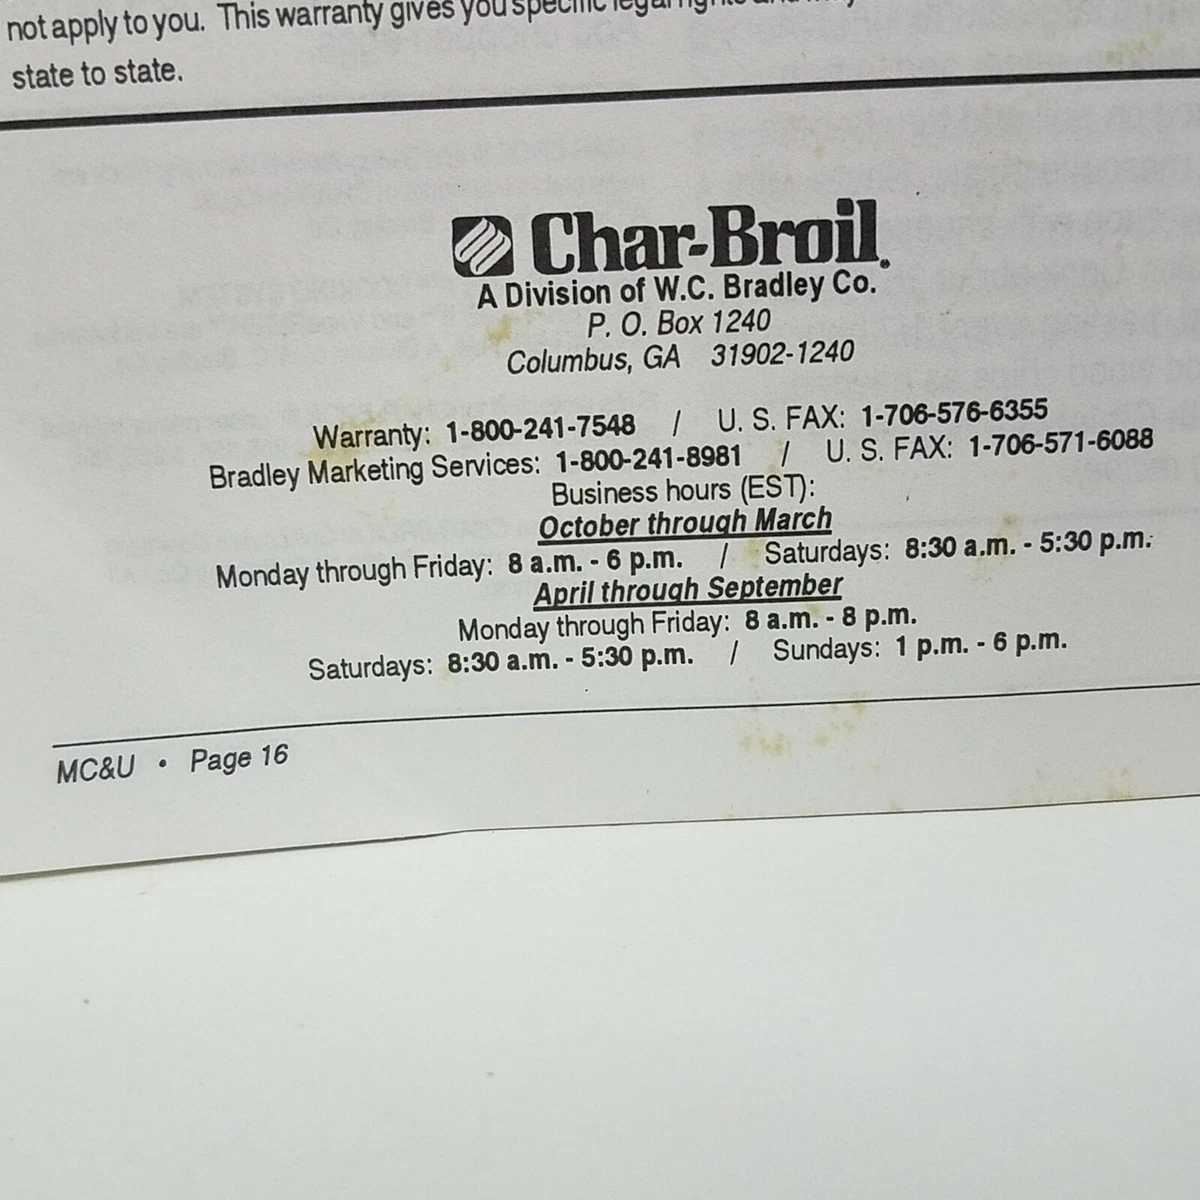 not apply to you. This warranty gives you specific legal rights
state to state.
Char-Broil®
A Division of W.C. Bradley Co.
P. O. Box 1240
Columbus, GA 31902-1240
Warranty: 1-800-241-7548 / U. S. FAX: 1-706-576-6355
Bradley Marketing Services: 1-800-241-8981 / U. S. FAX: 1-706-571-6088
Business hours (EST):
October through March
Monday through Friday: 8 a.m. - 6 p.m. / Saturdays: 8:30 a.m. - 5:30 p.m.
April through September
Monday through Friday: 8 a.m. - 8 p.m.
Saturdays: 8:30 a.m. - 5:30 p.m. / Sundays: 1 p.m. - 6 p.m.
MC&U • Page 16